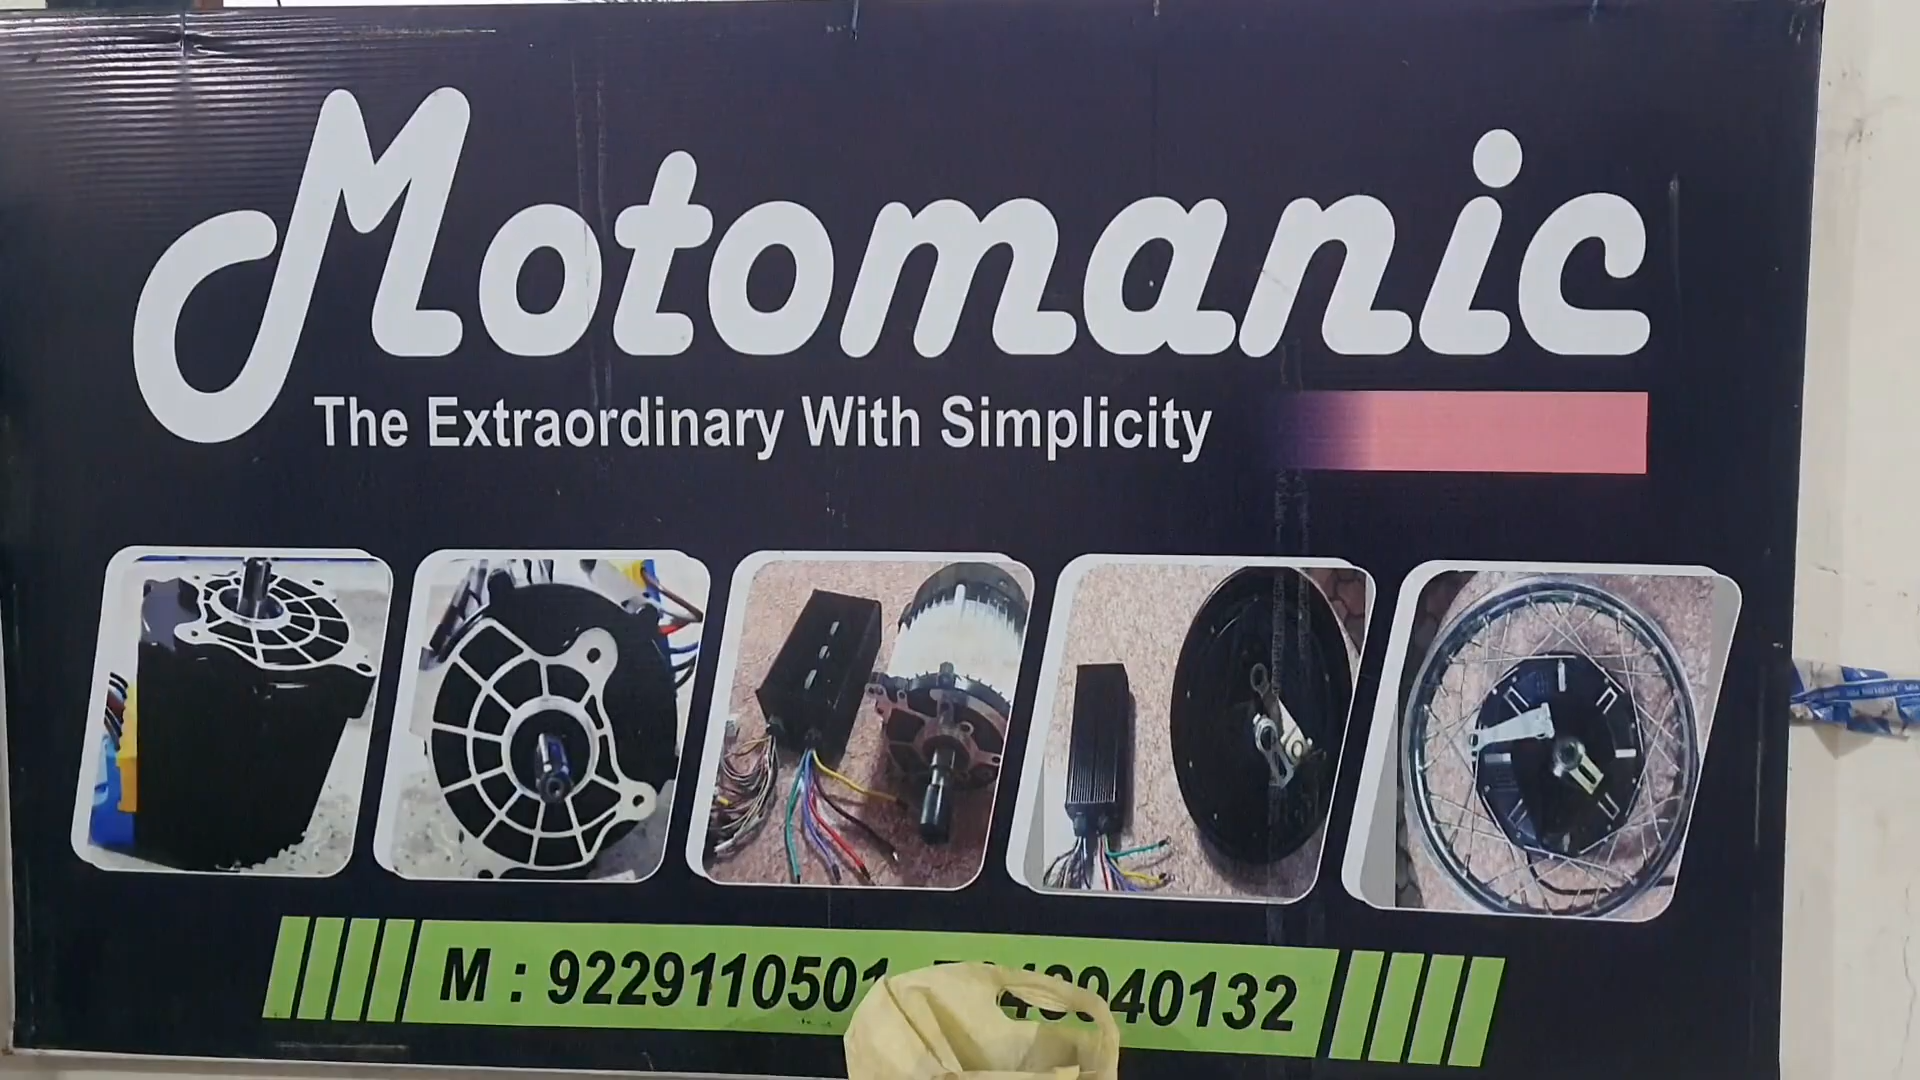 Motomanic
The Extraordinary With Simplicity
M : 9229110501